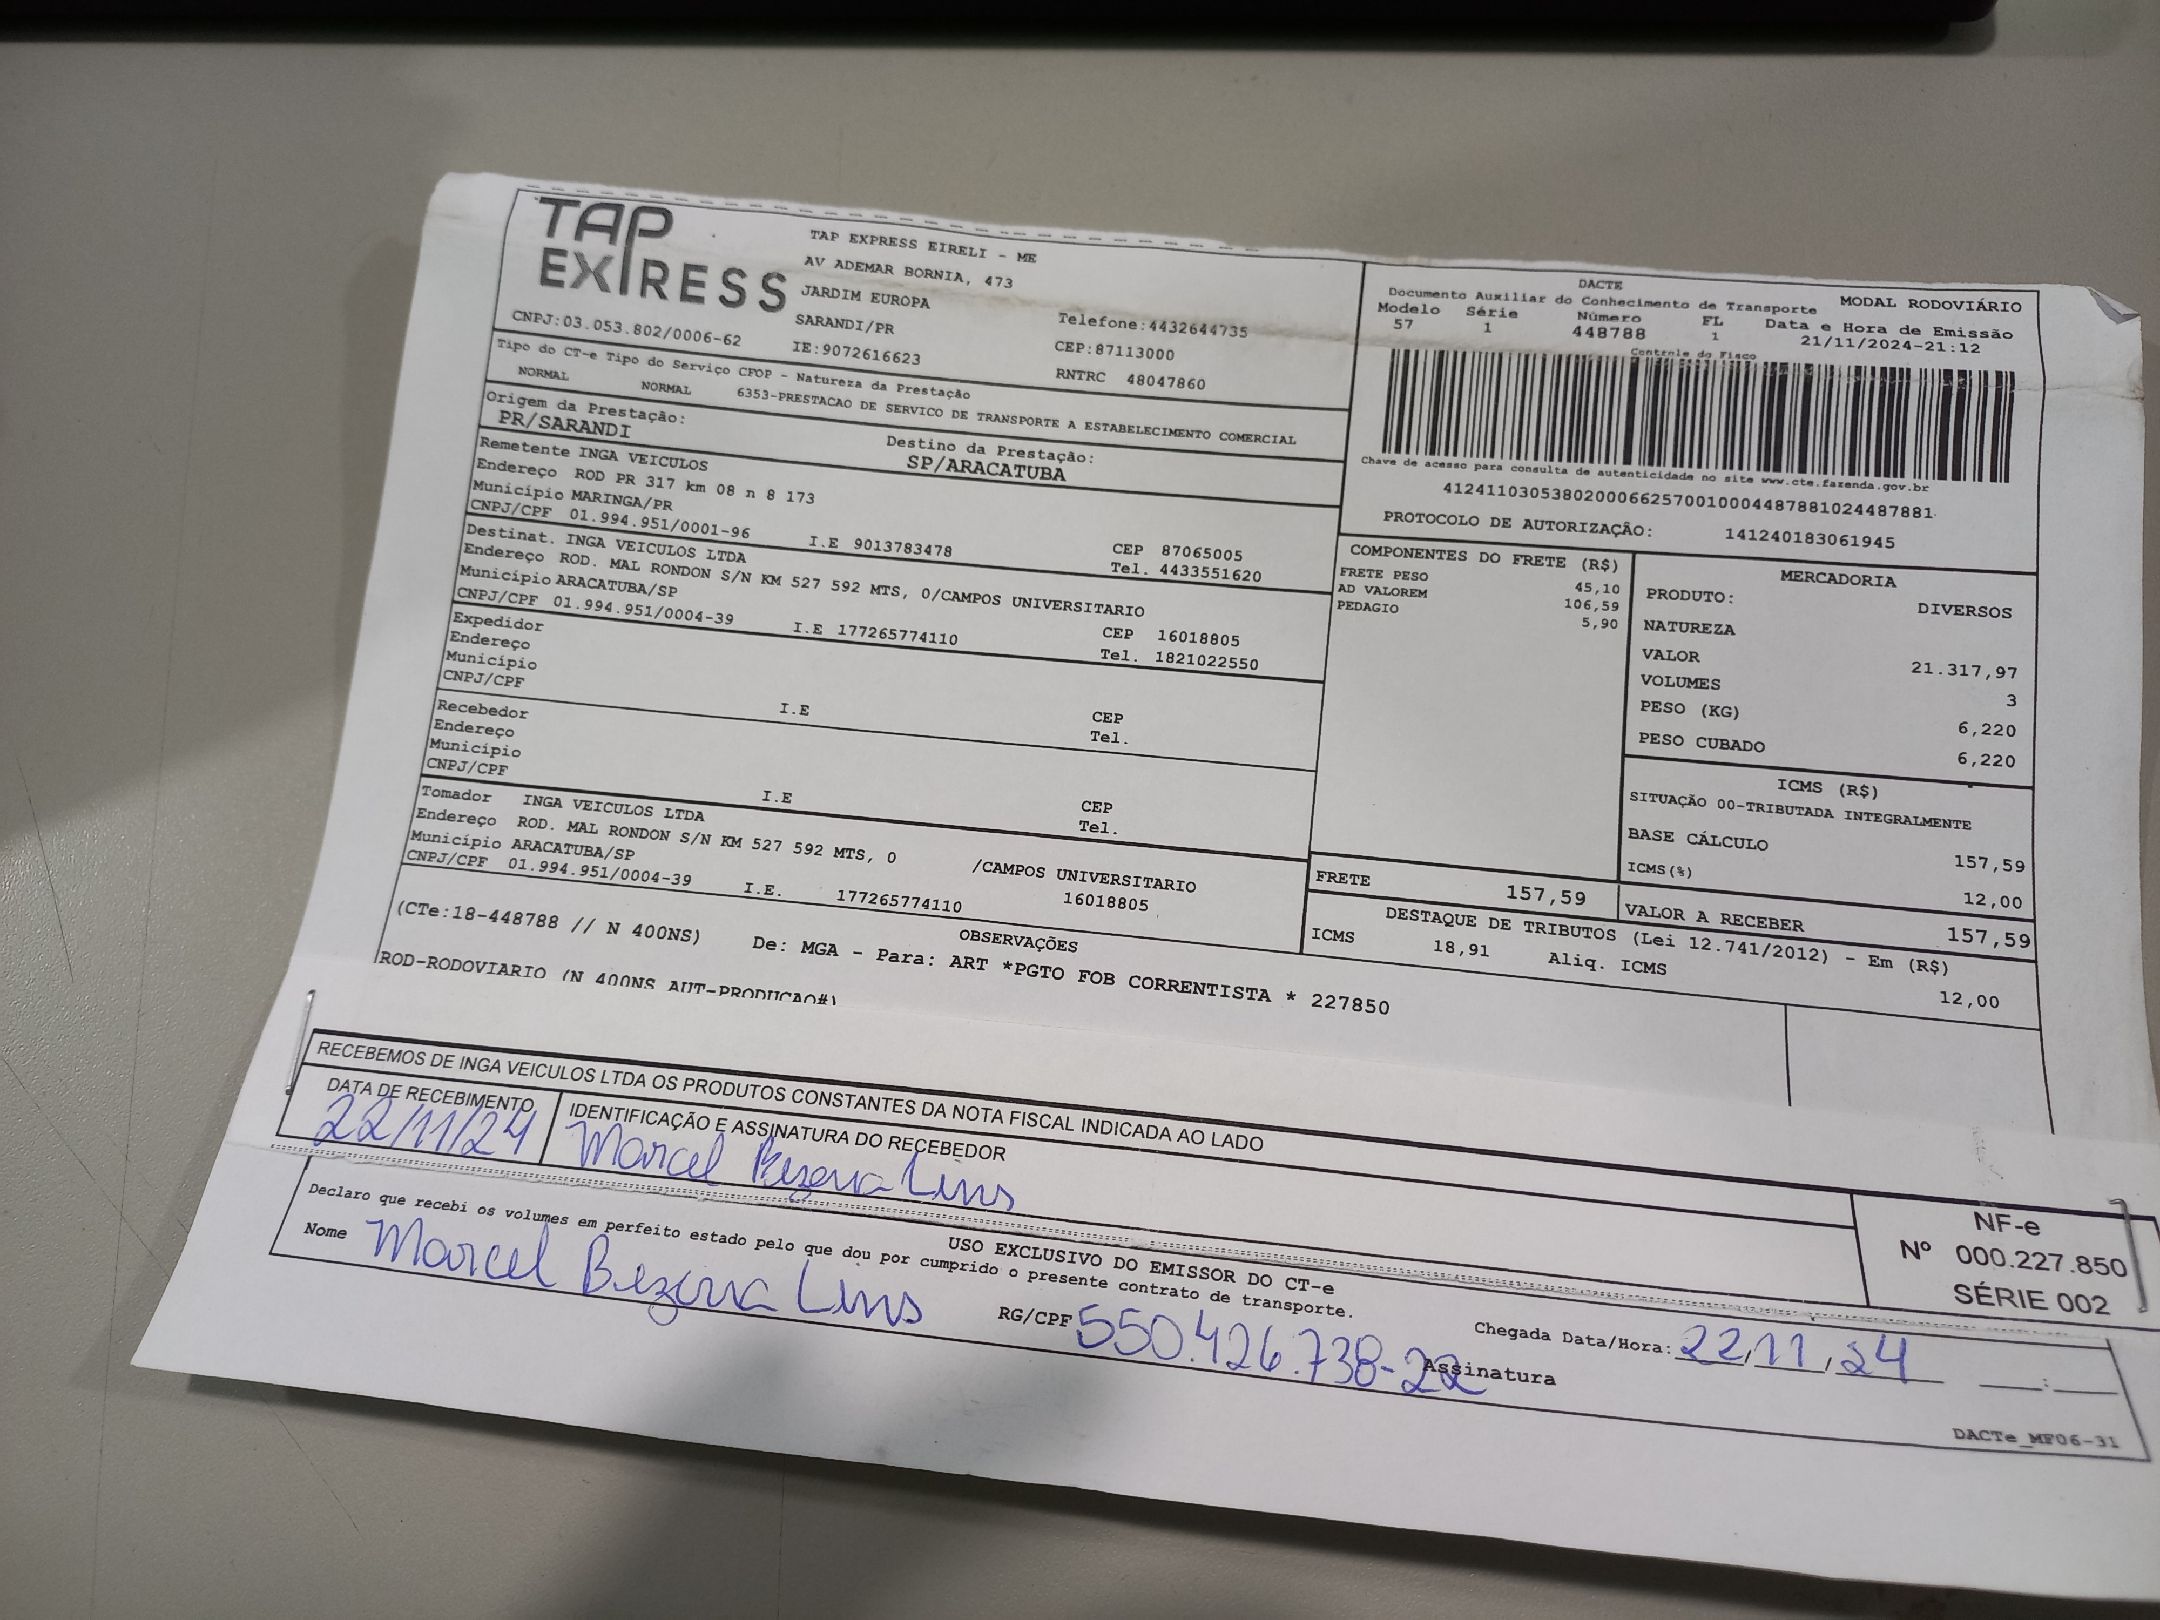 TAP
EXPRESS
TAP EXPRESS EIRELI - ME
AV ADEMAR BORNIA, 473
JARDIM EUROPA
SARANDI/PR
Telefone:4432644735
CNPJ:03.053.802/0006-62
IE:9072616623
CEP:87113000
RNTRC 48047860
DACTE
Documento Auxiliar do Conhecimento de Transporte
MODAL RODOVIÁRIO
Modelo Série Número FL Data e Hora de Emissão
57 1 448788 1 21/11/2024-21:12
Controle do Fisco
Chave de acesso para consulta de autenticidade no site www.cte.fazenda.gov.br
41241103053802000662570010004487881024487881
PROTOCOLO DE AUTORIZAÇÃO: 141240183061945
Tipo do CT-e Tipo do Serviço CFOP - Natureza da Prestação
NORMAL NORMAL 6353-PRESTACAO DE SERVICO DE TRANSPORTE A ESTABELECIMENTO COMERCIAL
Origem da Prestação: Destino da Prestação:
PR/SARANDI SP/ARACATUBA
Remetente INGA VEICULOS
Endereço ROD PR 317 km 08 n 8 173
Município MARINGA/PR CEP 87065005
CNPJ/CPF 01.994.951/0001-96 I.E 9013783478 Tel. 4433551620
Destinat. INGA VEICULOS LTDA
Endereço ROD. MAL RONDON S/N KM 527 592 MTS, 0/CAMPOS UNIVERSITARIO
Município ARACATUBA/SP CEP 16018805
CNPJ/CPF 01.994.951/0004-39 I.E 177265774110 Tel. 1821022550
Expedidor
Endereço
Município CEP
CNPJ/CPF I.E Tel.
Recebedor
Endereço
Município CEP
CNPJ/CPF I.E Tel.
Tomador INGA VEICULOS LTDA
Endereço ROD. MAL RONDON S/N KM 527 592 MTS, 0 /CAMPOS UNIVERSITARIO
Município ARACATUBA/SP 16018805
CNPJ/CPF 01.994.951/0004-39 I.E. 177265774110
COMPONENTES DO FRETE (R$)
FRETE PESO 45,10
AD VALOREM 106,59
PEDAGIO 5,90
FRETE 157,59
MERCADORIA
PRODUTO: DIVERSOS
NATUREZA
VALOR 21.317,97
VOLUMES 3
PESO (KG) 6,220
PESO CUBADO 6,220
ICMS (R$)
SITUAÇÃO 00-TRIBUTADA INTEGRALMENTE
BASE CÁLCULO 157,59
ICMS(%) 12,00
VALOR A RECEBER 157,59
DESTAQUE DE TRIBUTOS (Lei 12.741/2012) - Em (R$)
ICMS 18,91 Aliq. ICMS 12,00
OBSERVAÇÕES
(CTe:18-448788 // N 400NS) De: MGA - Para: ART *PGTO FOB CORRENTISTA * 227850
ROD-RODOVIARIO (N 400NS AUT-PRODUCAO#)
RECEBEMOS DE INGA VEICULOS LTDA OS PRODUTOS CONSTANTES DA NOTA FISCAL INDICADA AO LADO
DATA DE RECEBIMENTO IDENTIFICAÇÃO E ASSINATURA DO RECEBEDOR
22/11/24 Marcel Bezerra Lins
NF-e
Nº 000.227.850
SÉRIE 002
USO EXCLUSIVO DO EMISSOR DO CT-e
Declaro que recebi os volumes em perfeito estado pelo que dou por cumprido o presente contrato de transporte.
Nome Marcel Bezerra Lins RG/CPF 550.426.738-22 Assinatura
Chegada Data/Hora: 22/11/24 __:__
DACTe_MF06-31